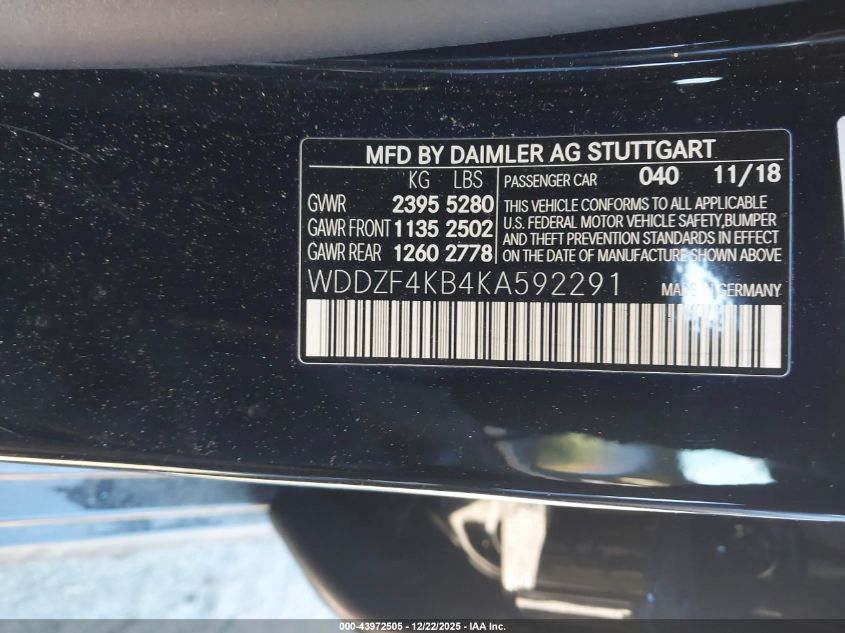 MFD BY DAIMLER AG STUTTGART
KG LBS
GVWR 2395 5280
GAWR FRONT 1135 2502
GAWR REAR 1260 2778
PASSENGER CAR 040 11/18
THIS VEHICLE CONFORMS TO ALL APPLICABLE
U.S. FEDERAL MOTOR VEHICLE SAFETY,BUMPER
AND THEFT PREVENTION STANDARDS IN EFFECT
ON THE DATE OF MANUFACTURE SHOWN ABOVE
WDDZF4KB4KA592291
MADE IN GERMANY
000-43972505 - 12/22/2025 - IAA Inc.